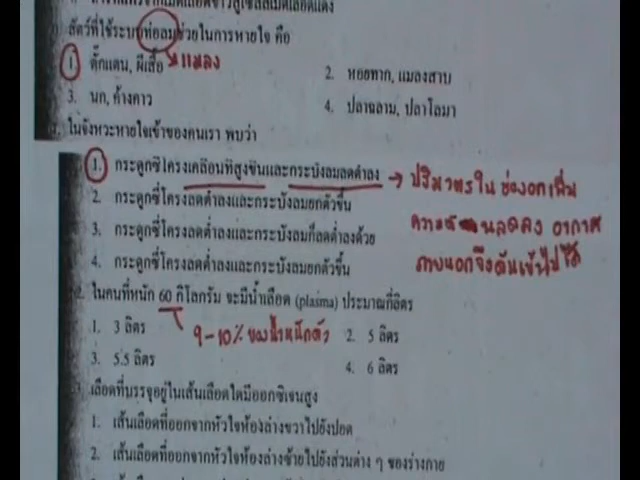 สัตว์ที่ใช้ระบบท่อลมช่วยในการหายใจ คือ
1. ตั๊กแตน, ผีเสื้อ แมลง
2. หอยทาก, แมลงสาบ
3. นก, ค้างคาว
4. ปลาฉลาม, ปลาโลมา
ในจังหวะหายใจเข้าของคนเรา พบว่า
1. กระดูกซี่โครงเคลื่อนที่สูงขึ้นและกระบังลมลดต่ำลง → ปริมาตรในช่องอกเพิ่ม
2. กระดูกซี่โครงลดต่ำลงและกระบังลมยกตัวขึ้น
ความดันลดลง อากาศ
3. กระดูกซี่โครงลดต่ำลงและกระบังลมก็ลดต่ำลงด้วย
4. กระดูกซี่โครงลดต่ำลงและกระบังลมยกตัวขึ้น
ภายนอกจึงดันเข้าไปได้
2. ในคนที่หนัก 60 กิโลกรัม จะมีน้ำเลือด (plasma) ประมาณกี่ลิตร
1. 3 ลิตร
9-10% ของน้ำหนักตัว
2. 5 ลิตร
3. 5.5 ลิตร
4. 6 ลิตร
เลือดที่บรรจุอยู่ในเส้นเลือดใดมีออกซิเจนสูง
1. เส้นเลือดที่ออกจากหัวใจห้องล่างขวาไปยังปอด
2. เส้นเลือดที่ออกจากหัวใจห้องล่างซ้ายไปยังส่วนต่าง ๆ ของร่างกาย